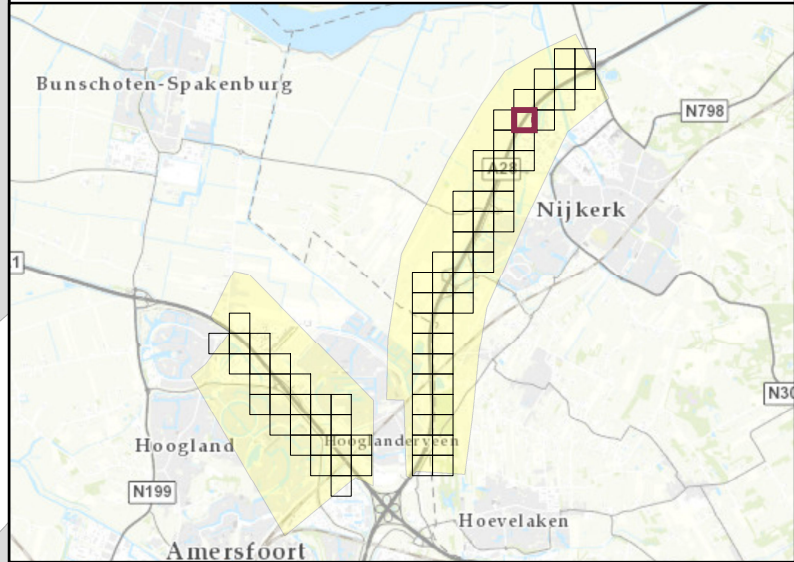 Bunschoten-Spakenburg
N798
A28
Nijkerk
1
N30
Hoogland
Hooglanderveen
N199
Hoevelaken
Amersfoort